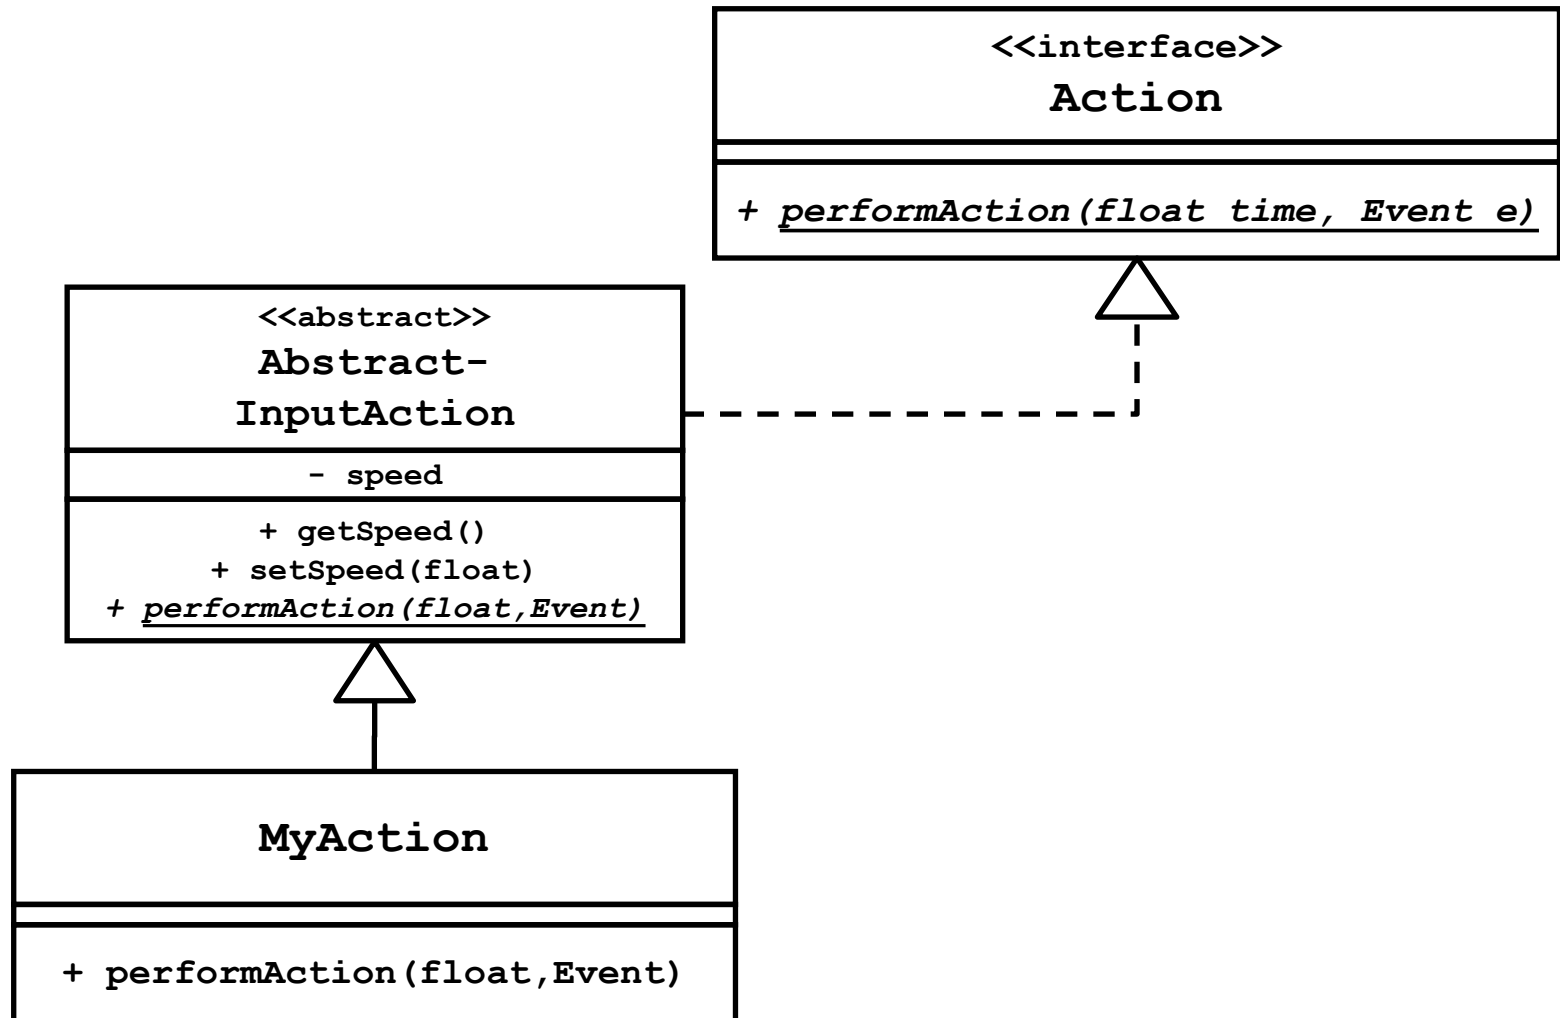 <<interface>>
Action
+ performAction(float time, Event e)
<<abstract>>
Abstract-
InputAction
- speed
+ getSpeed()
+ setSpeed(float)
+ performAction(float,Event)
MyAction
+ performAction(float,Event)